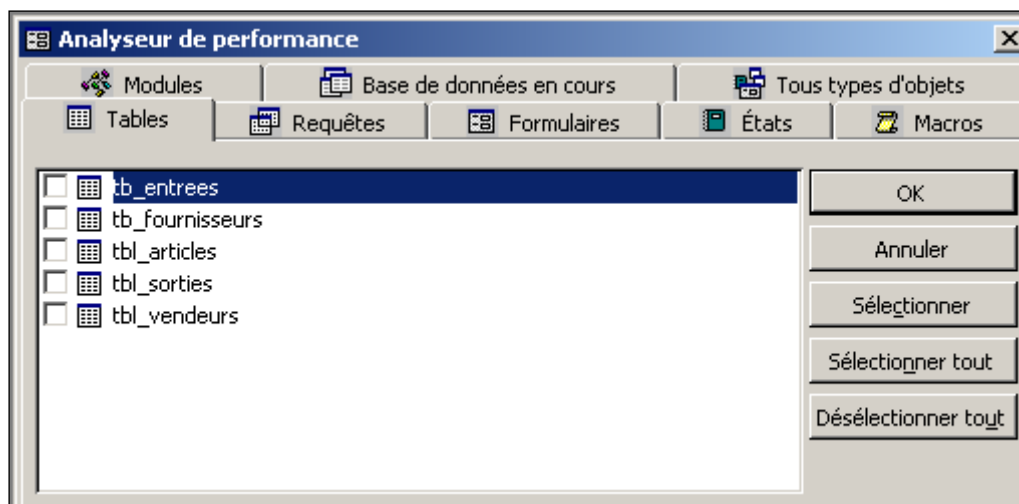 Analyseur de performance
Modules Base de données en cours Tous types d'objets
Tables Requêtes Formulaires États Macros
tb_entrees
tb_fournisseurs
tbl_articles
tbl_sorties
tbl_vendeurs
OK
Annuler
Sélectionner
Sélectionner tout
Désélectionner tout